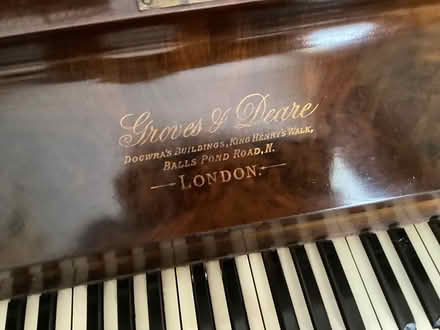 Groves & Deare
Dogwra's Buildings, King Henry's Walk,
Balls Pond Road, N.
London.